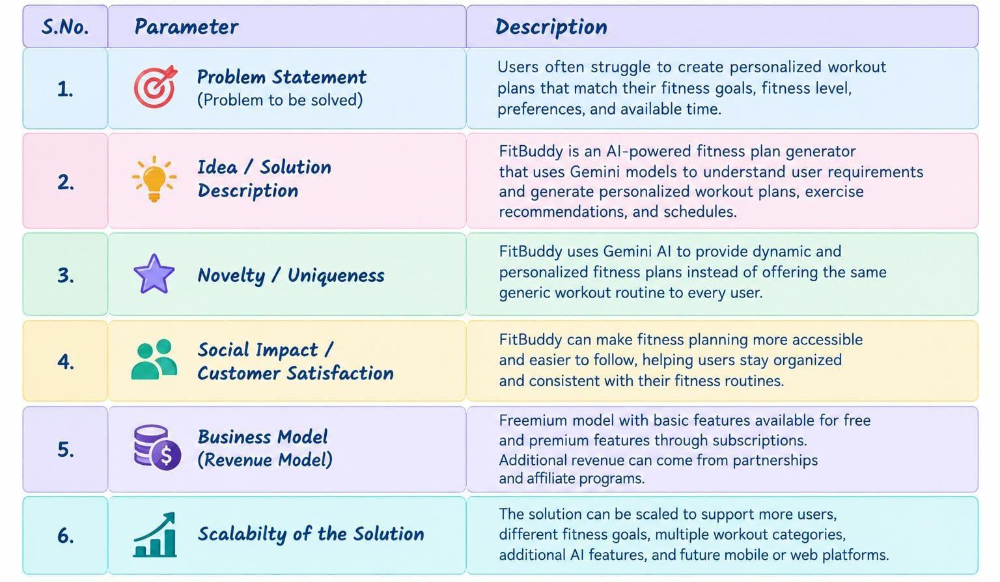 S.No.
Parameter
Description
1.
Problem Statement
(Problem to be solved)
Users often struggle to create personalized workout
plans that match their fitness goals, fitness level,
preferences, and available time.
2.
Idea / Solution
Description
FitBuddy is an AI-powered fitness plan generator
that uses Gemini models to understand user requirements
and generate personalized workout plans, exercise
recommendations, and schedules.
3.
Novelty / Uniqueness
FitBuddy uses Gemini AI to provide dynamic and
personalized fitness plans instead of offering the same
generic workout routine to every user.
4.
Social Impact /
Customer Satisfaction
FitBuddy can make fitness planning more accessible
and easier to follow, helping users stay organized
and consistent with their fitness routines.
5.
Business Model
(Revenue Model)
$
Freemium model with basic features available for free
and premium features through subscriptions.
Additional revenue can come from partnerships
and affiliate programs.
6.
Scalabilty of the Solution
The solution can be scaled to support more users,
different fitness goals, multiple workout categories,
additional AI features, and future mobile or web platforms.